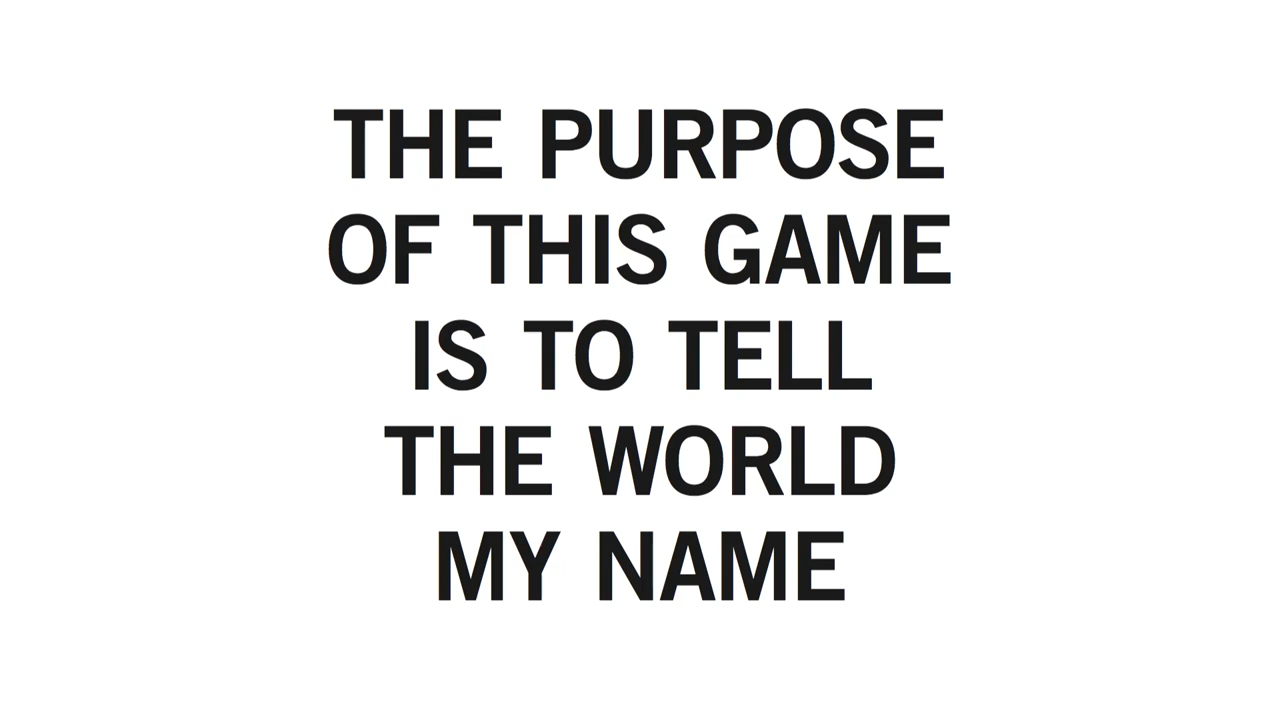 THE PURPOSE
OF THIS GAME
IS TO TELL
THE WORLD
MY NAME